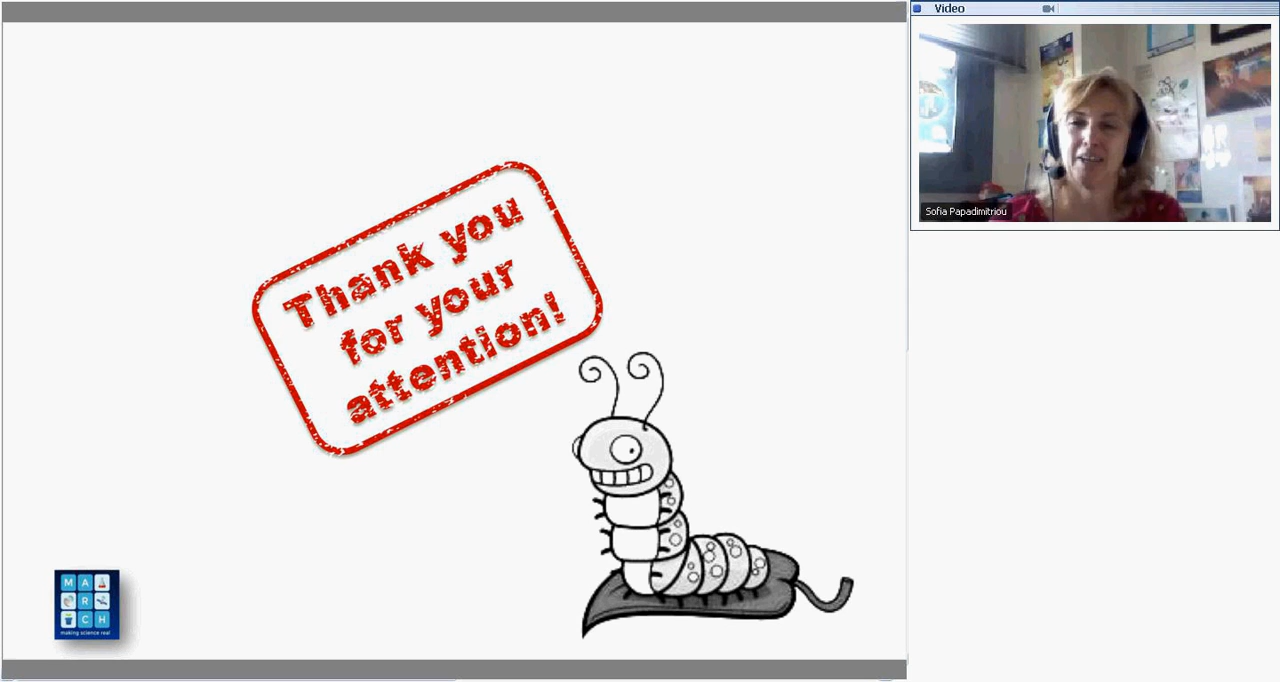 Video
Sofia Papadimitriou
Thank you
for your
attention!
M A
R
C H
making science real